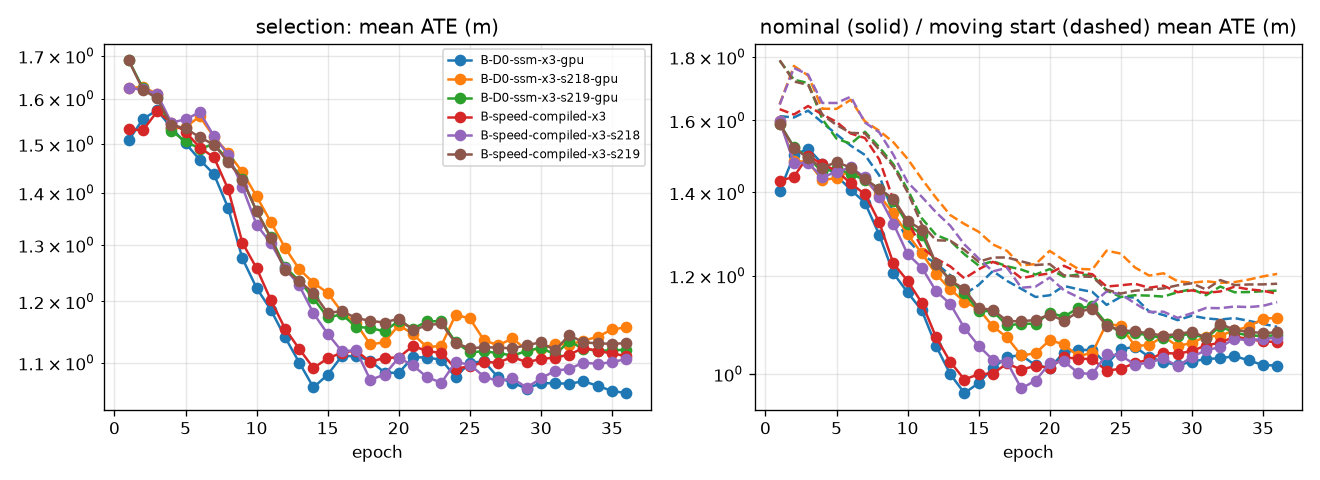 selection: mean ATE (m)
1.7 × 10⁰
1.6 × 10⁰
1.5 × 10⁰
1.4 × 10⁰
1.3 × 10⁰
1.2 × 10⁰
1.1 × 10⁰
B-D0-ssm-x3-gpu
B-D0-ssm-x3-s218-gpu
B-D0-ssm-x3-s219-gpu
B-speed-compiled-x3
B-speed-compiled-x3-s218
B-speed-compiled-x3-s219
0 5 10 15 20 25 30 35
epoch
nominal (solid) / moving start (dashed) mean ATE (m)
1.8 × 10⁰
1.6 × 10⁰
1.4 × 10⁰
1.2 × 10⁰
10⁰
0 5 10 15 20 25 30 35
epoch